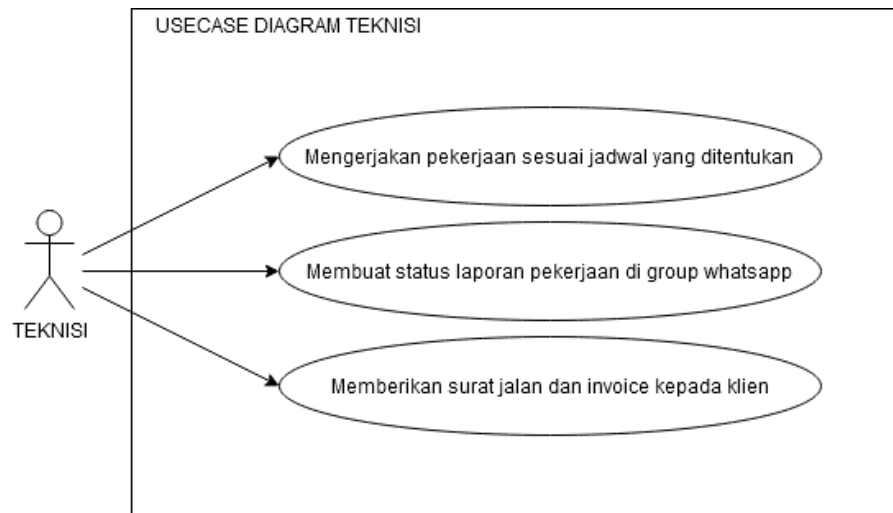 USECASE DIAGRAM TEKNISI
Mengerjakan pekerjaan sesuai jadwal yang ditentukan
Membuat status laporan pekerjaan di group whatsapp
TEKNISI
Memberikan surat jalan dan invoice kepada klien